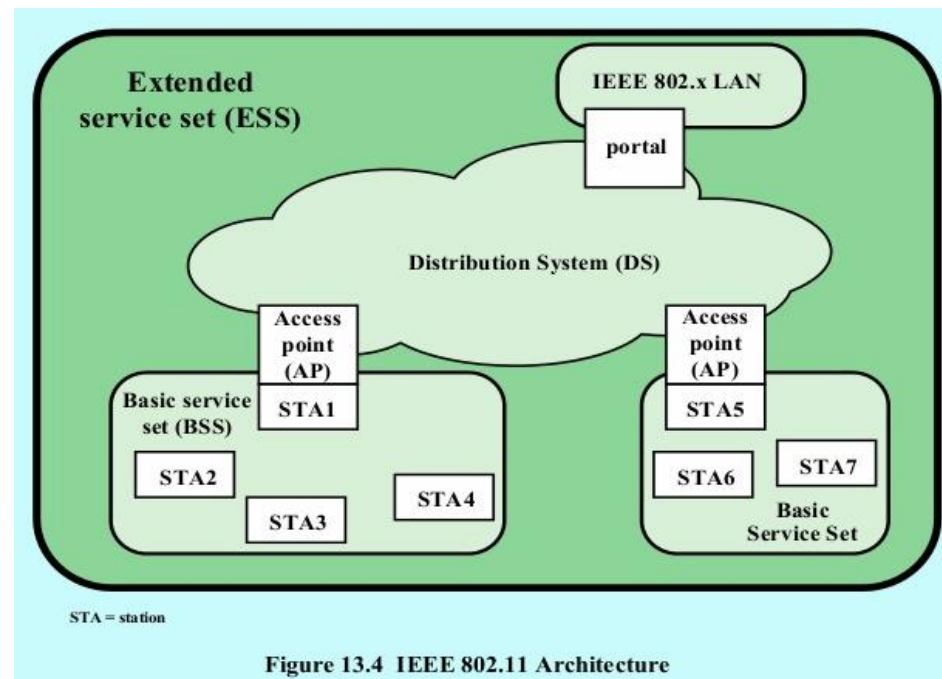 Extended
service set (ESS)
IEEE 802.x LAN
portal
Distribution System (DS)
Access
point
(AP)
STA1
Access
point
(AP)
STA5
Basic service
set (BSS)
STA2
STA3
STA4
STA6
STA7
Basic
Service Set
STA = station
Figure 13.4 IEEE 802.11 Architecture